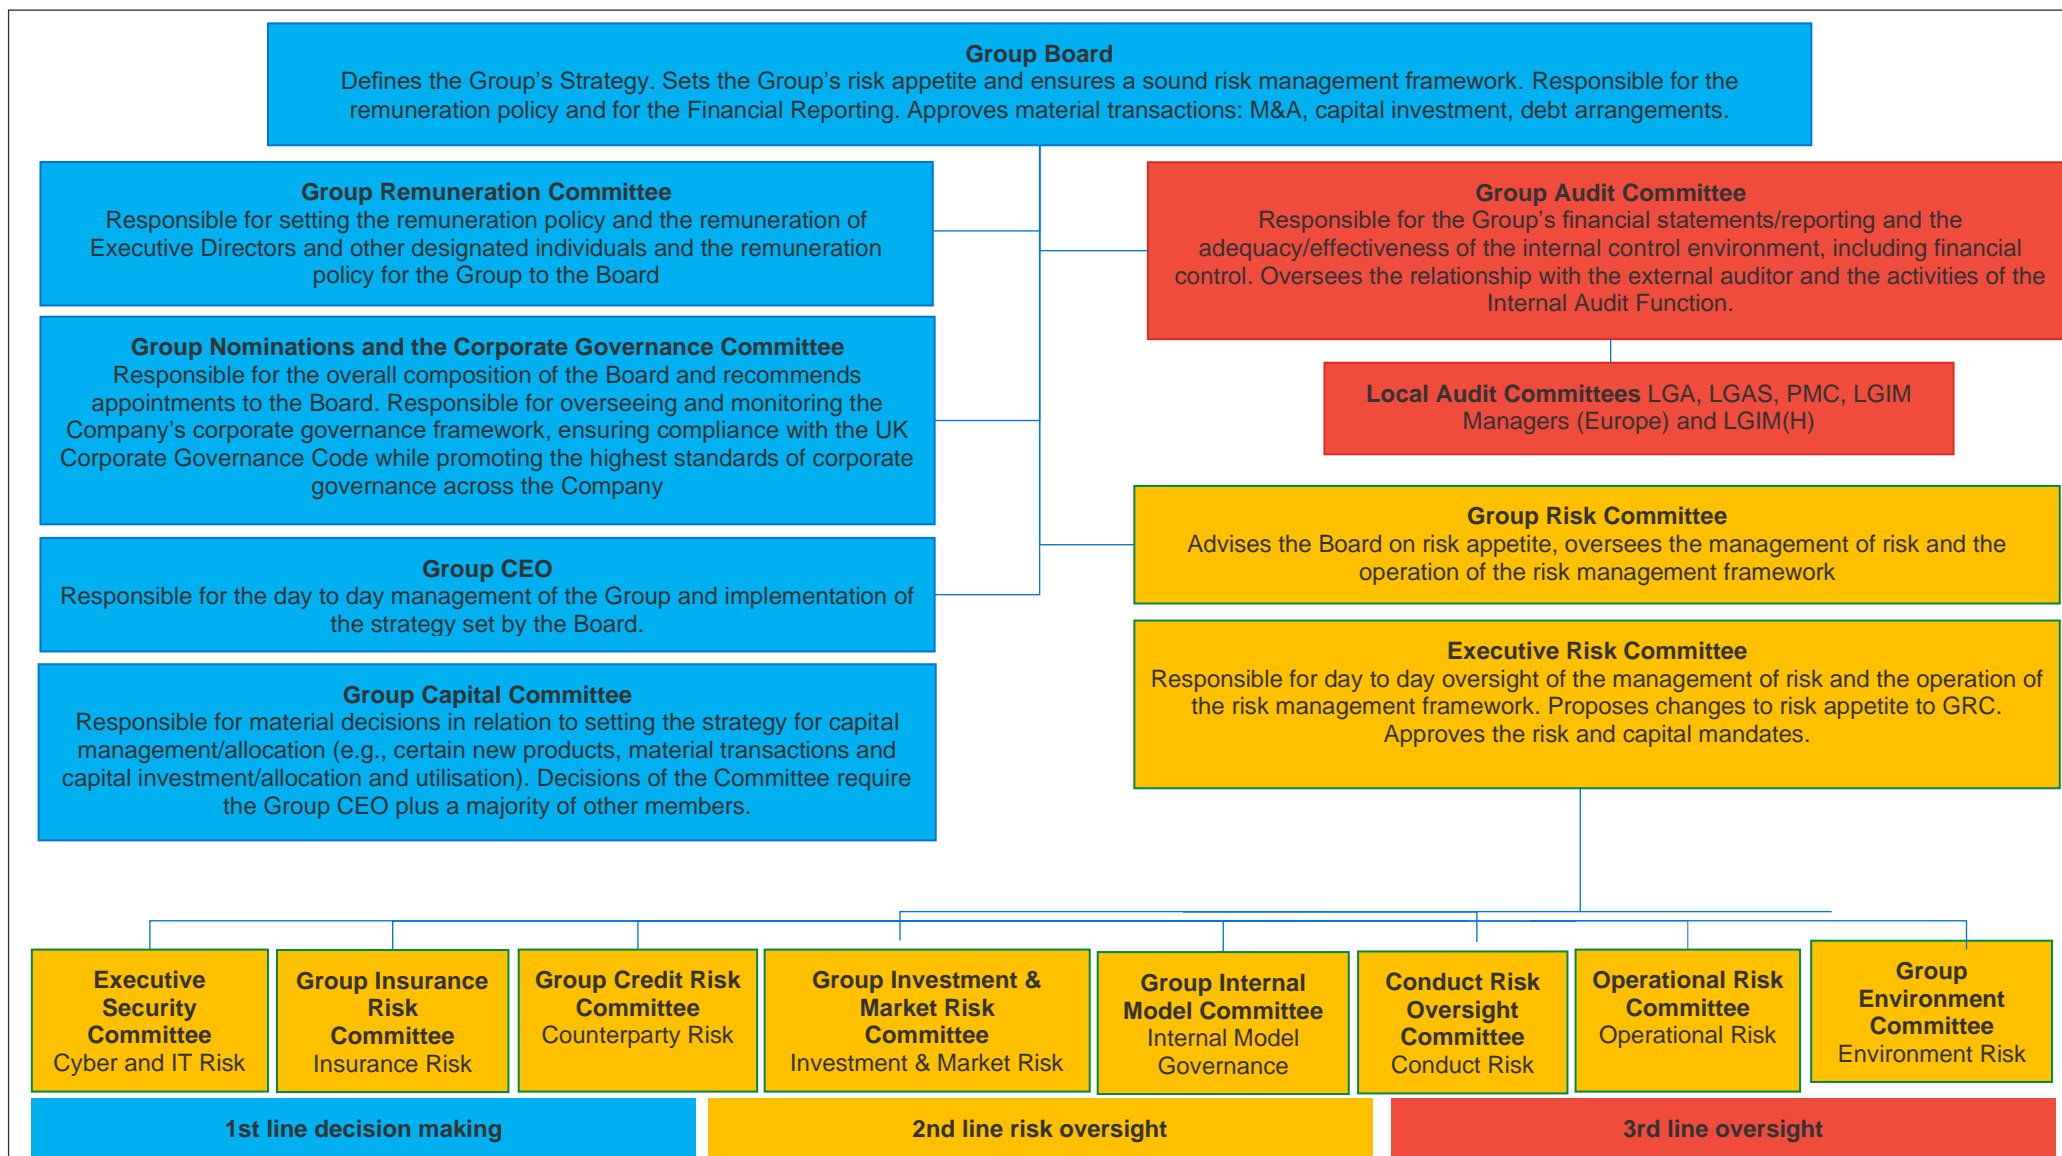 Group Board
Defines the Group's Strategy. Sets the Group's risk appetite and ensures a sound risk management framework. Responsible for the
remuneration policy and for the Financial Reporting. Approves material transactions: M&A, capital investment, debt arrangements.
Group Remuneration Committee
Responsible for setting the remuneration policy and the remuneration of
Executive Directors and other designated individuals and the remuneration
policy for the Group to the Board
Group Nominations and the Corporate Governance Committee
Responsible for the overall composition of the Board and recommends
appointments to the Board. Responsible for overseeing and monitoring the
Company's corporate governance framework, ensuring compliance with the UK
Corporate Governance Code while promoting the highest standards of corporate
governance across the Company
Group CEO
Responsible for the day to day management of the Group and implementation of
the strategy set by the Board.
Group Capital Committee
Responsible for material decisions in relation to setting the strategy for capital
management/allocation (e.g., certain new products, material transactions and
capital investment/allocation and utilisation). Decisions of the Committee require
the Group CEO plus a majority of other members.
Group Audit Committee
Responsible for the Group's financial statements/reporting and the
adequacy/effectiveness of the internal control environment, including financial
control. Oversees the relationship with the external auditor and the activities of the
Internal Audit Function.
Local Audit Committees LGA, LGAS, PMC, LGIM
Managers (Europe) and LGIM(H)
Group Risk Committee
Advises the Board on risk appetite, oversees the management of risk and the
operation of the risk management framework
Executive Risk Committee
Responsible for day to day oversight of the management of risk and the operation of
the risk management framework. Proposes changes to risk appetite to GRC.
Approves the risk and capital mandates.
Executive
Security
Committee
Cyber and IT Risk
Group Insurance
Risk
Committee
Insurance Risk
Group Credit Risk
Committee
Counterparty Risk
Group Investment &
Market Risk
Committee
Investment & Market Risk
Group Internal
Model Committee
Internal Model
Governance
Conduct Risk
Oversight
Committee
Conduct Risk
Operational Risk
Committee
Operational Risk
Group
Environment
Committee
Environment Risk
1st line decision making
2nd line risk oversight
3rd line oversight